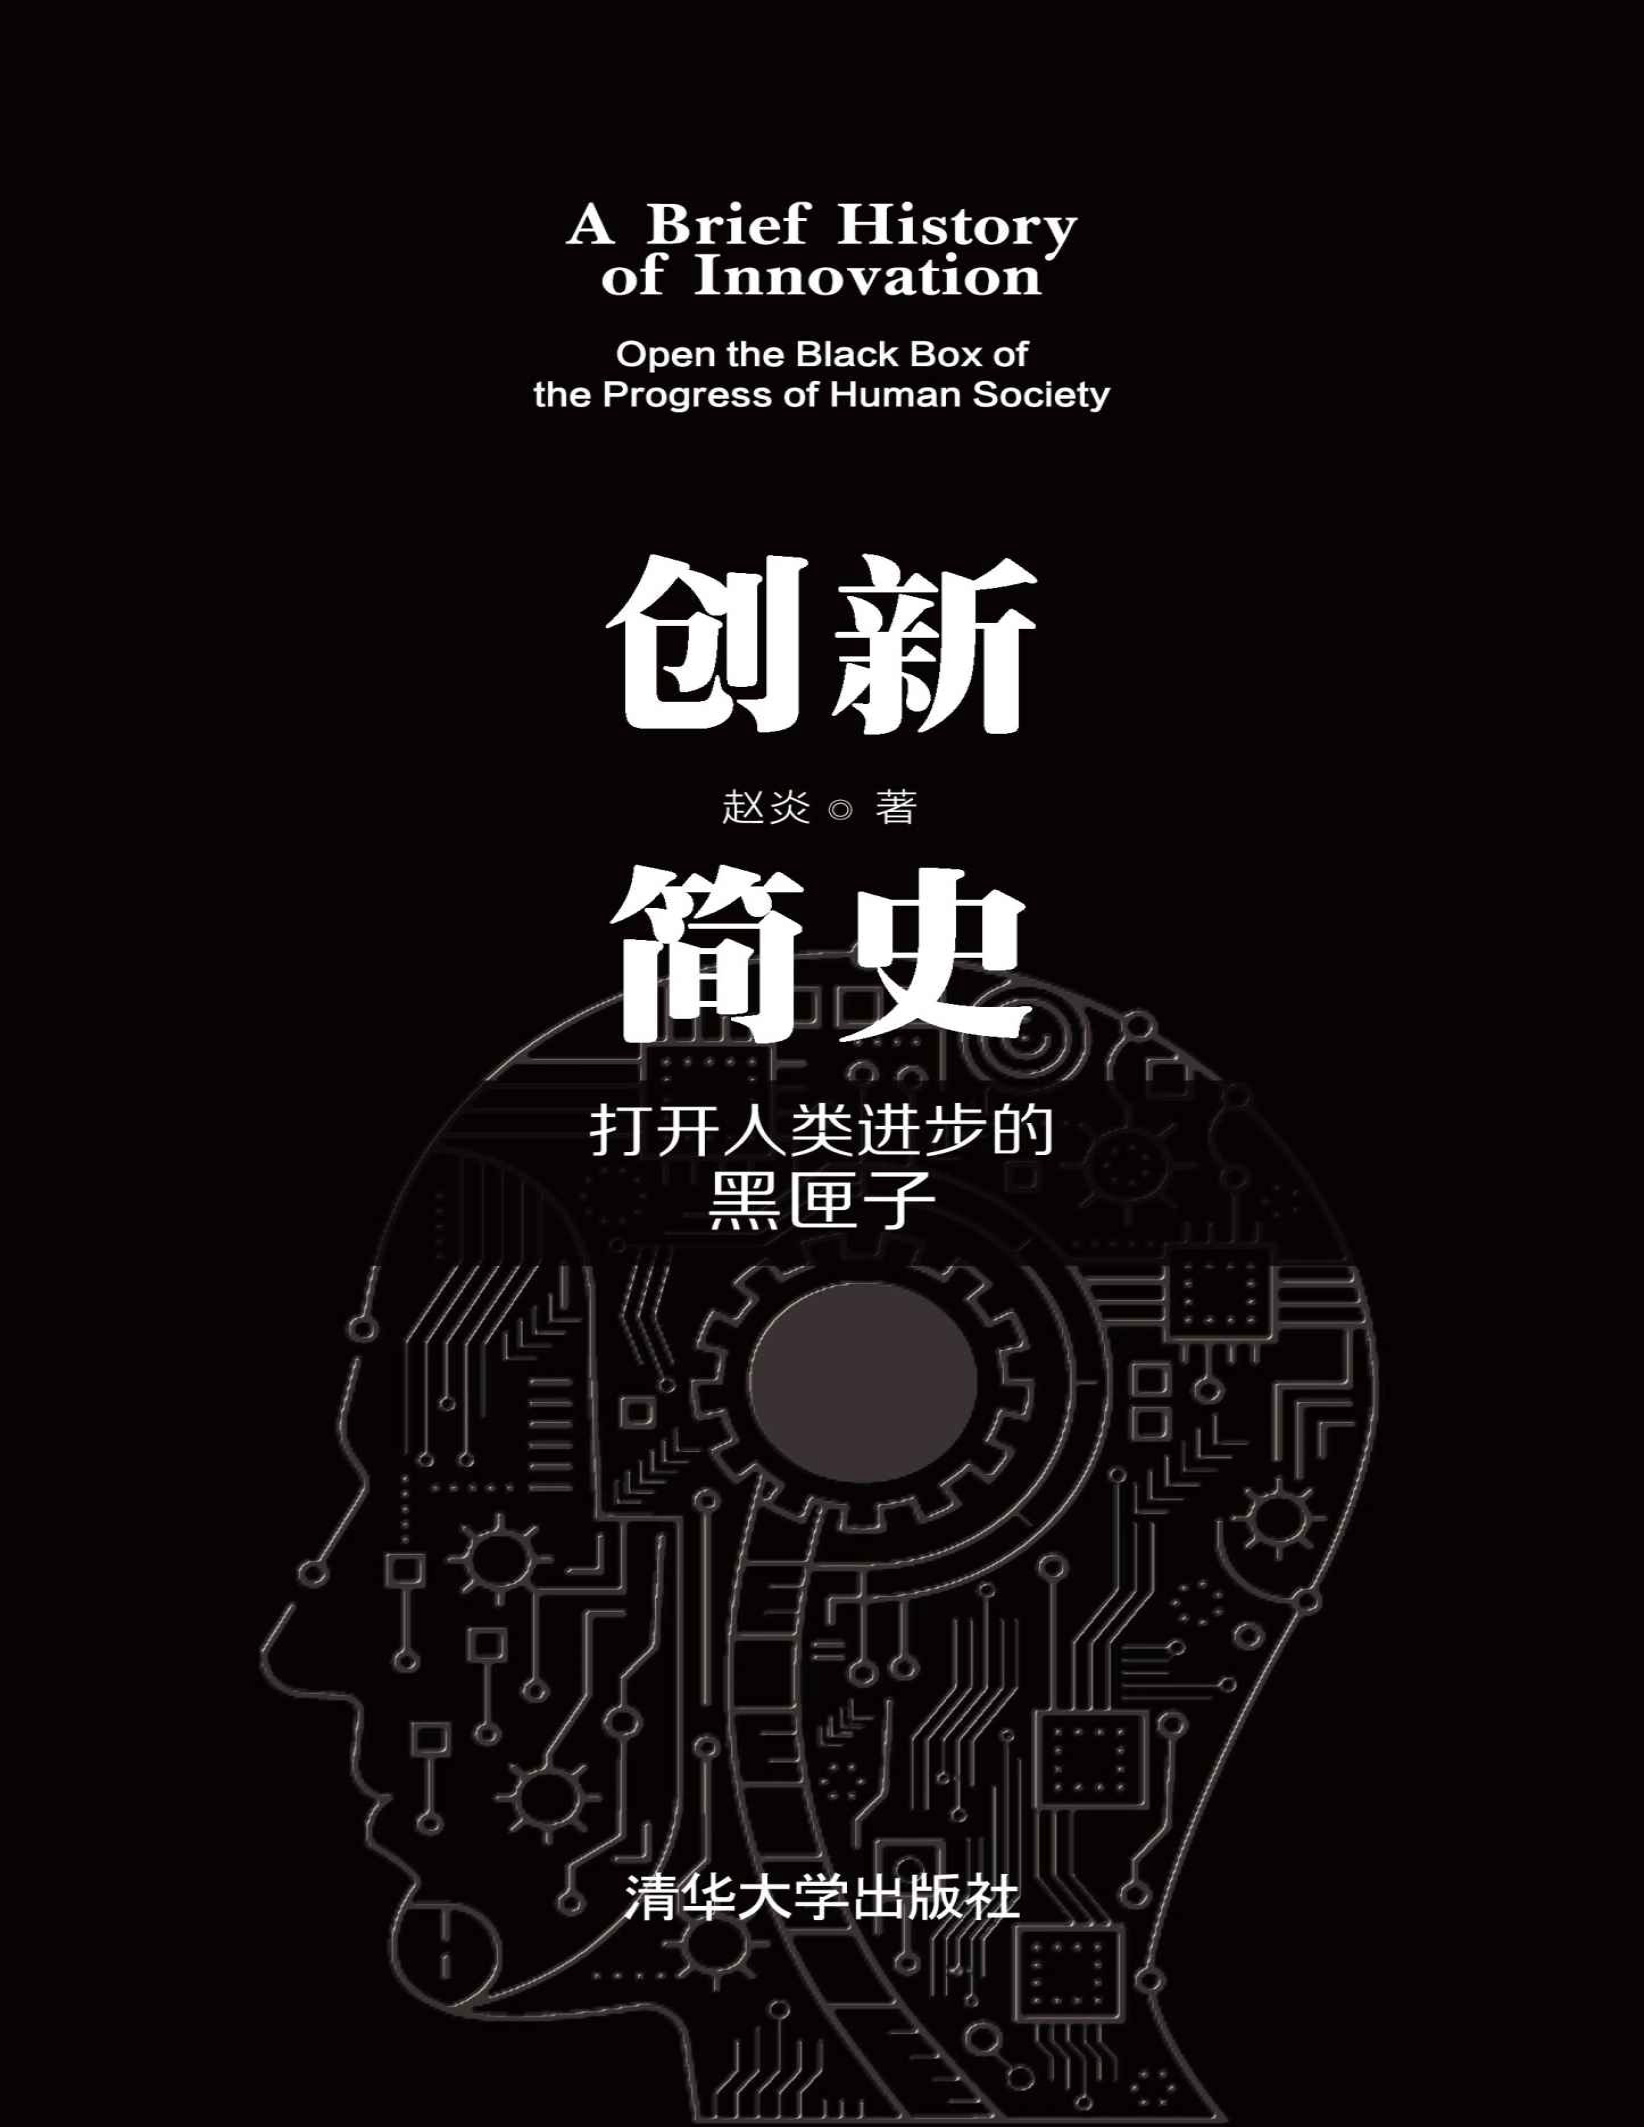 A Brief History
of Innovation
Open the Black Box of
the Progress of Human Society
创新
赵炎 ◎ 著
简史
打开人类进步的
黑匣子
清华大学出版社